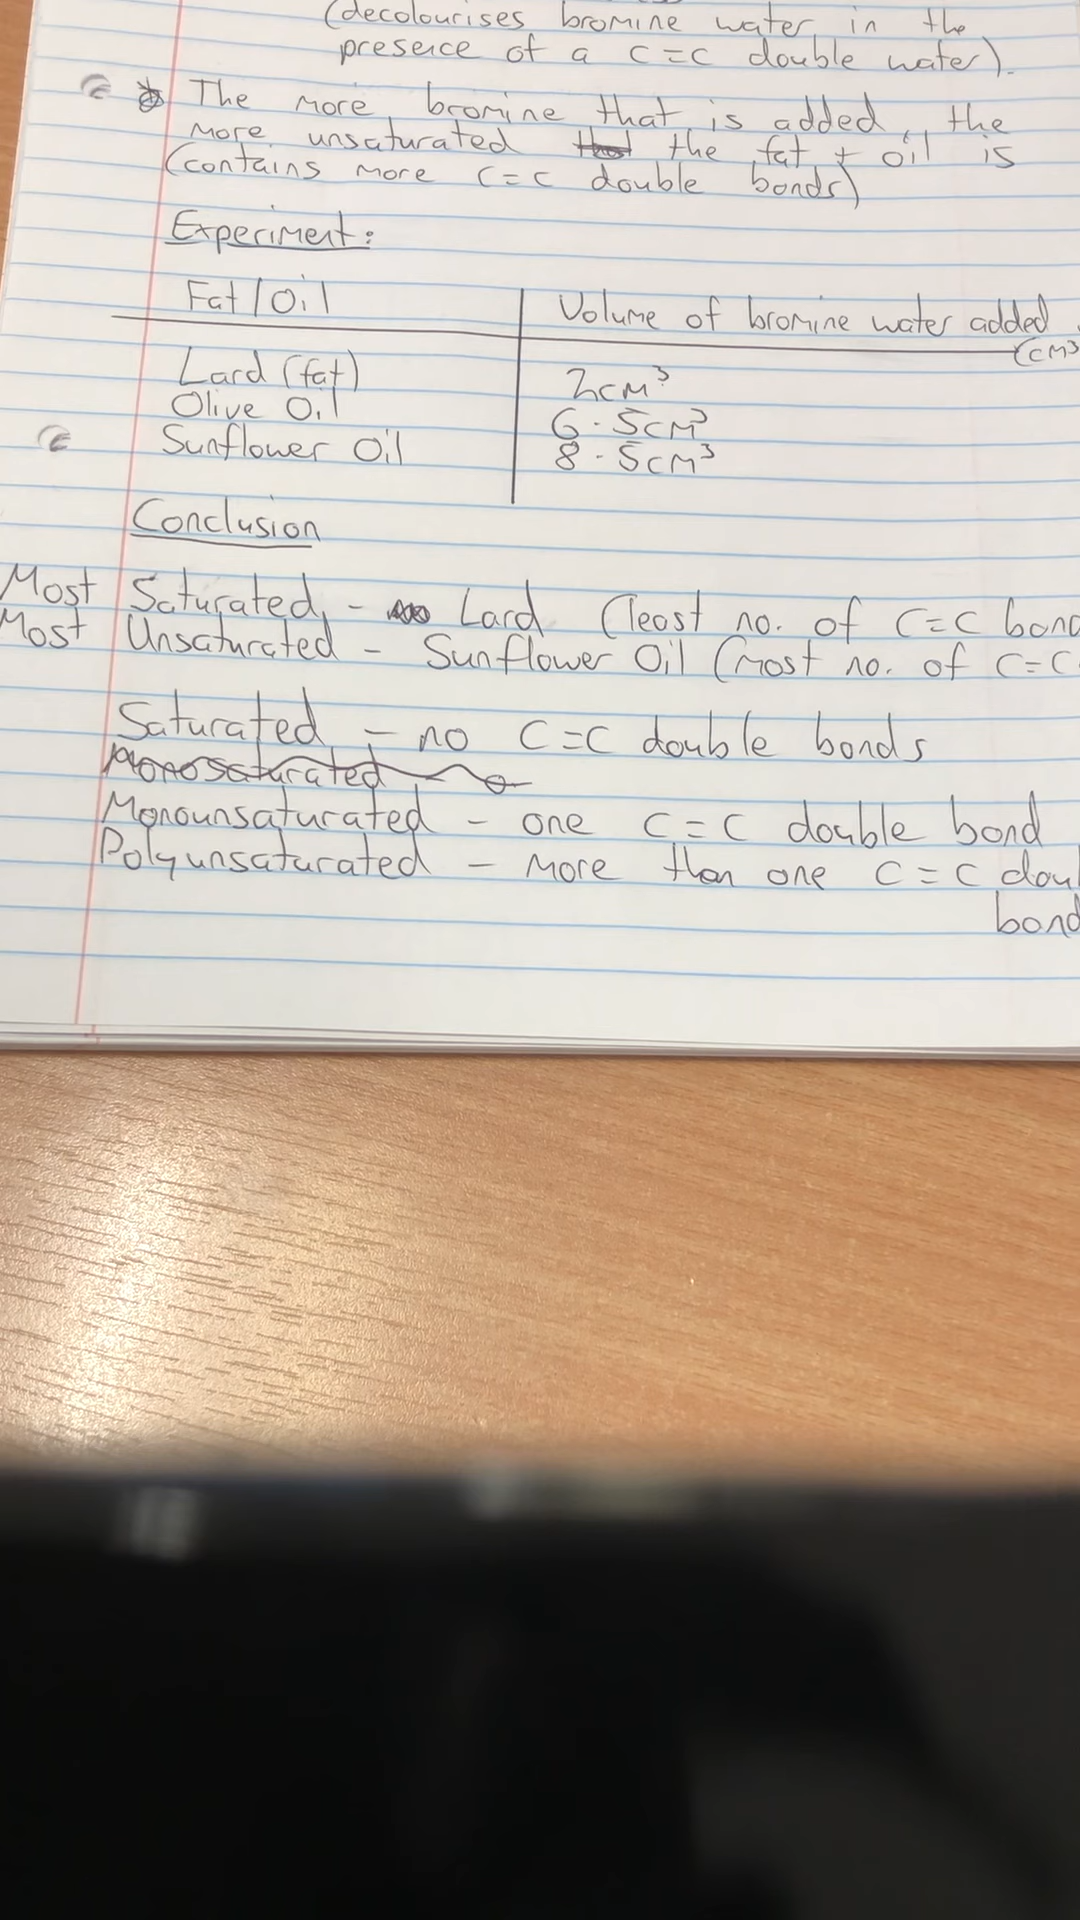 (decolourises bromine water in the
presence of a C=C double water).
The more bromine that is added, the
more unsaturated the fat + oil is
(contains more C=C double bonds)
Experiment:
Fat/Oil Volume of bromine water added (cm³
Lard (fat) 2cm³
Olive Oil 6.5cm³
Sunflower Oil 8.5cm³
Conclusion
Most Saturated - Lard (least no. of C=C bond
Most Unsaturated - Sunflower Oil (most no. of C=C
Saturated - no C=C double bonds
Monosaturated
Monounsaturated - one C=C double bond
Polyunsaturated - more than one C=C doub
bond